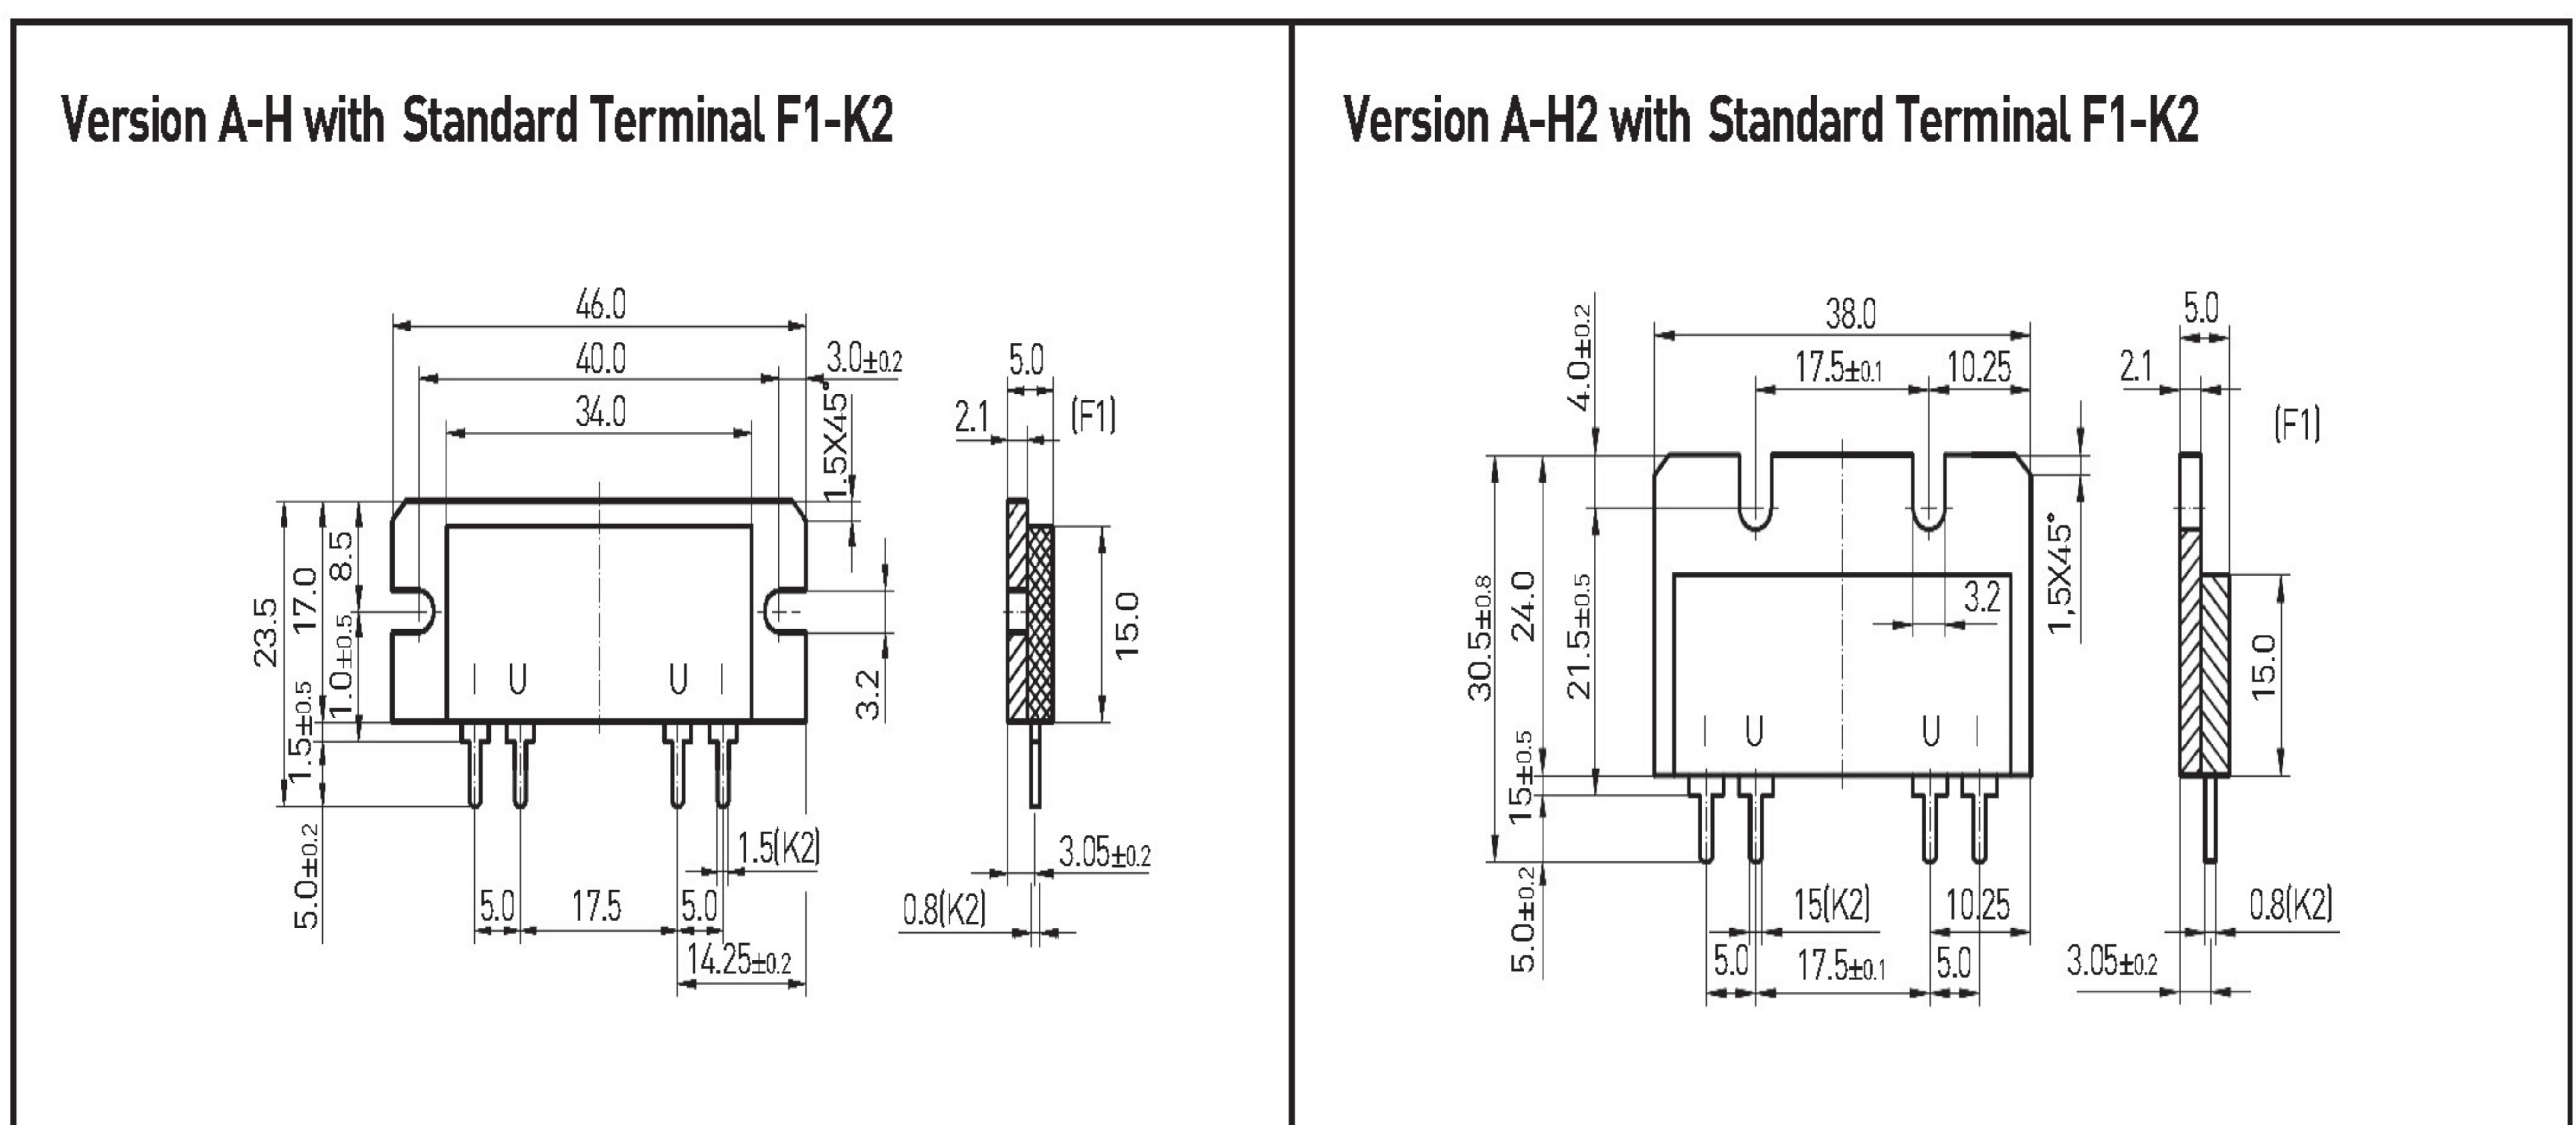 Version A-H with Standard Terminal F1-K2
46.0
40.0
3.0±0.2
34.0
1.5X45°
5.0
2.1
(F1)
8.5
17.0
23.5
1.0±0.5
1.5±0.5
5.0±0.2
I U U I
3.2
15.0
1.5(K2)
3.05±0.2
0.8(K2)
5.0 17.5 5.0
14.25±0.2
Version A-H2 with Standard Terminal F1-K2
38.0
4.0±0.2
17.5±0.1 10.25
5.0
2.1
(F1)
1,5X45°
3.2
30.5±0.8
24.0
21.5±0.5
15±0.5
5.0±0.2
I U U I
15.0
15(K2)
10.25
0.8(K2)
5.0 17.5±0.1 5.0
3.05±0.2